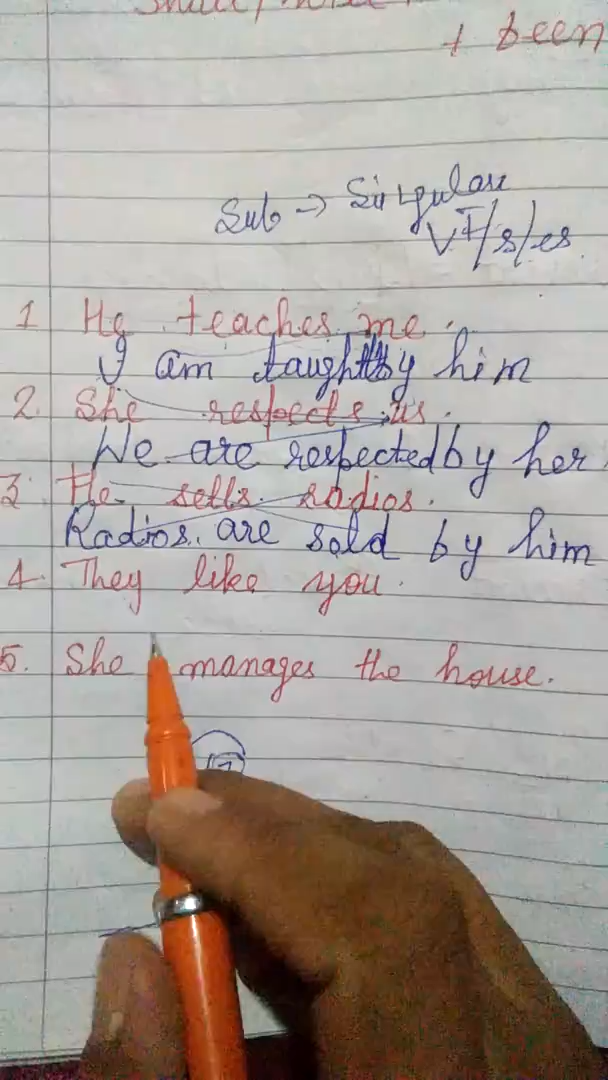 + been
Sub → Singular
VI/s/es
1. He teaches me.
I am taught by him
2. She respects us.
We are respected by her.
3. He sells radios.
Radios are sold by him
4. They like you.
5. She manages the house.